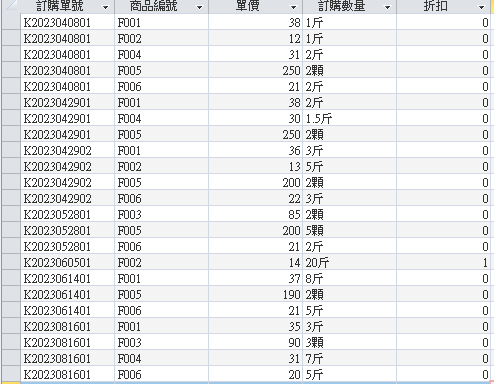 訂購單號 商品編號 單價 訂購數量 折扣
K2023040801 F001 38 1斤 0
K2023040801 F002 12 1斤 0
K2023040801 F004 31 2斤 0
K2023040801 F005 250 2顆 0
K2023040801 F006 21 2斤 0
K2023042901 F001 38 2斤 0
K2023042901 F004 30 1.5斤 0
K2023042901 F005 250 2顆 0
K2023042902 F001 36 3斤 0
K2023042902 F002 13 5斤 0
K2023042902 F005 200 2顆 0
K2023042902 F006 22 3斤 0
K2023052801 F003 85 2顆 0
K2023052801 F005 200 5顆 0
K2023052801 F006 21 2斤 0
K2023060501 F002 14 20斤 1
K2023061401 F001 37 8斤 0
K2023061401 F005 190 2顆 0
K2023061401 F006 21 5斤 0
K2023081601 F001 35 3斤 0
K2023081601 F003 90 3顆 0
K2023081601 F004 31 7斤 0
K2023081601 F006 20 5斤 0